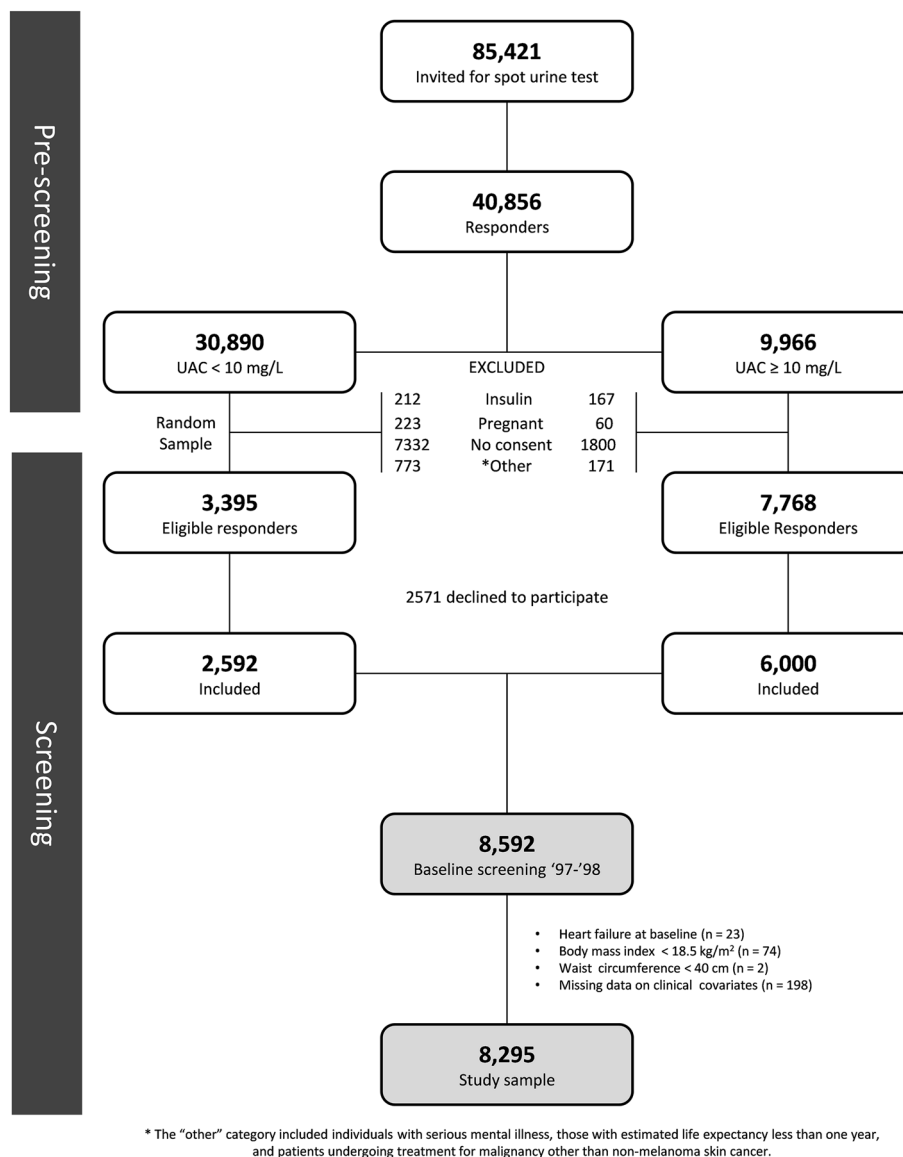 Pre-screening
85,421
Invited for spot urine test
40,856
Responders
30,890
UAC < 10 mg/L
9,966
UAC ≥ 10 mg/L
EXCLUDED
212 Insulin 167
223 Pregnant 60
7332 No consent 1800
773 *Other 171
Random
Sample
Screening
3,395
Eligible responders
7,768
Eligible Responders
2571 declined to participate
2,592
Included
6,000
Included
8,592
Baseline screening ‘97-’98
• Heart failure at baseline (n = 23)
• Body mass index < 18.5 kg/m² (n = 74)
• Waist circumference < 40 cm (n = 2)
• Missing data on clinical covariates (n = 198)
8,295
Study sample
* The “other” category included individuals with serious mental illness, those with estimated life expectancy less than one year,
and patients undergoing treatment for malignancy other than non-melanoma skin cancer.